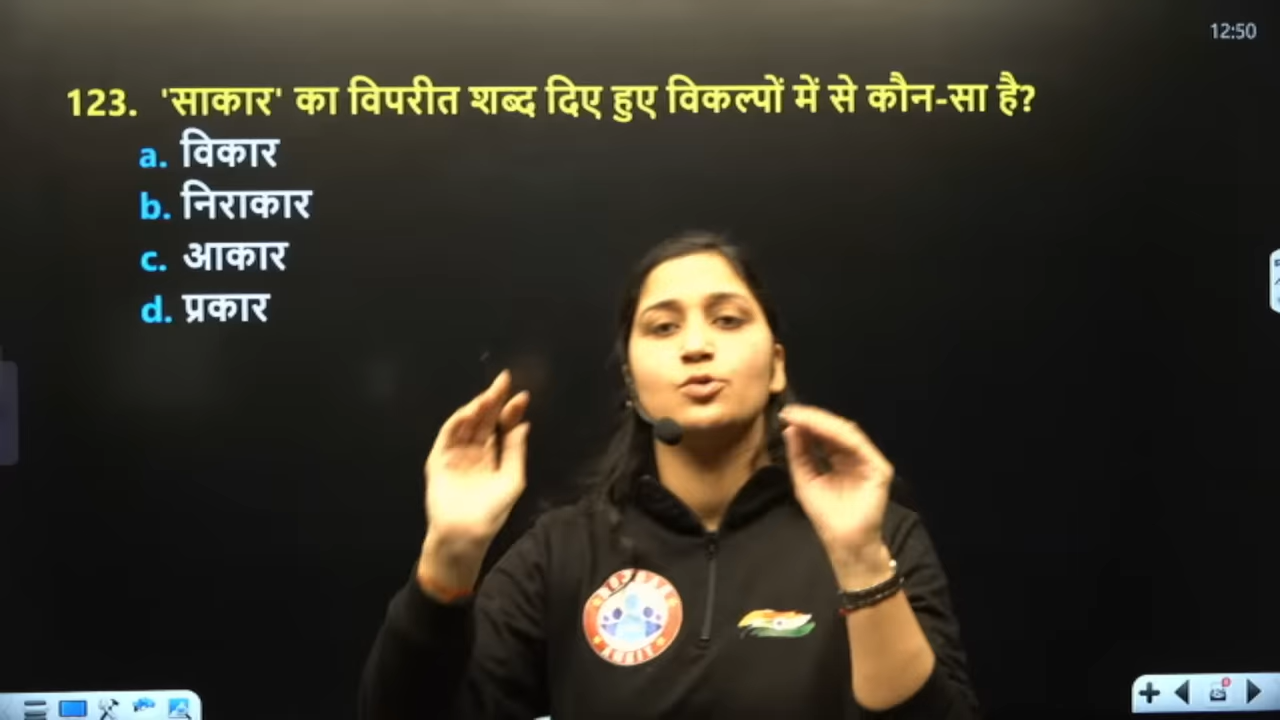 12:50
123. 'साकार' का विपरीत शब्द दिए हुए विकल्पों में से कौन-सा है?
a. विकार
b. निराकार
c. आकार
d. प्रकार